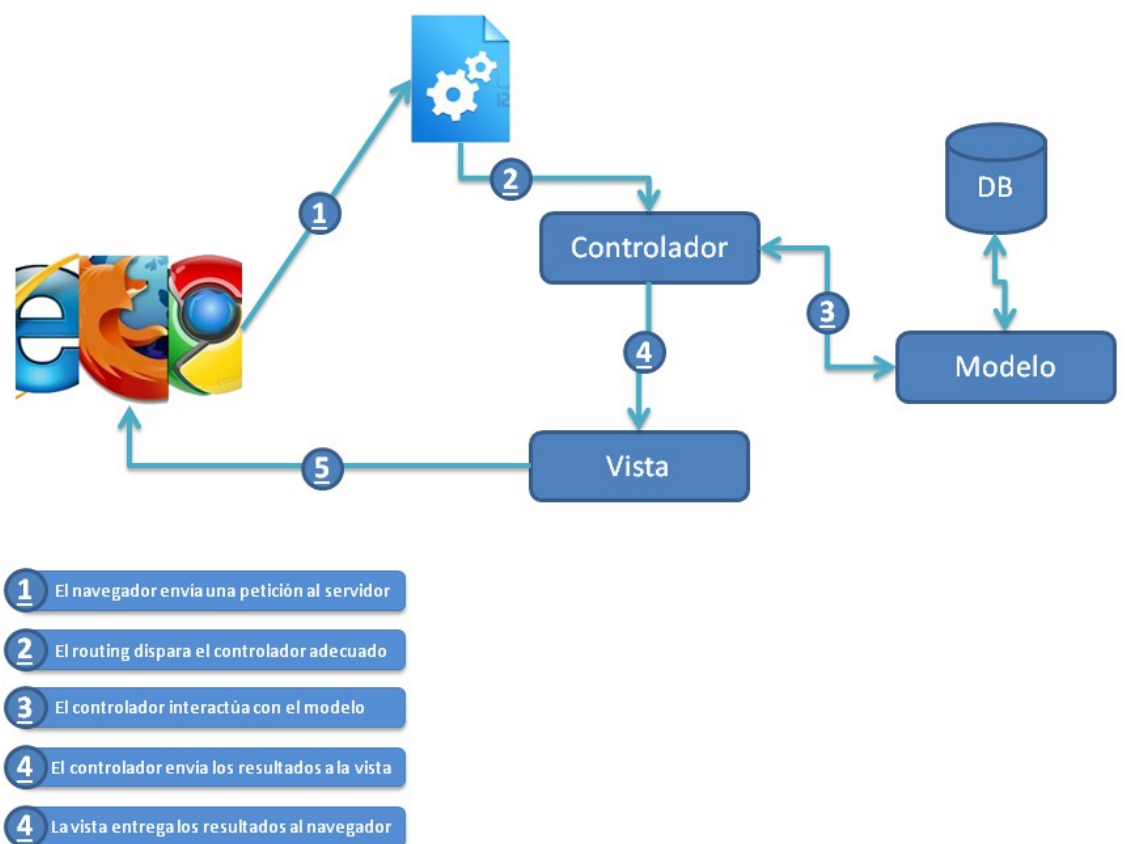 1
2
Controlador
DB
3
Modelo
4
Vista
5
1 El navegador envía una petición al servidor
2 El routing dispara el controlador adecuado
3 El controlador interactúa con el modelo
4 El controlador envia los resultados a la vista
4 La vista entrega los resultados al navegador